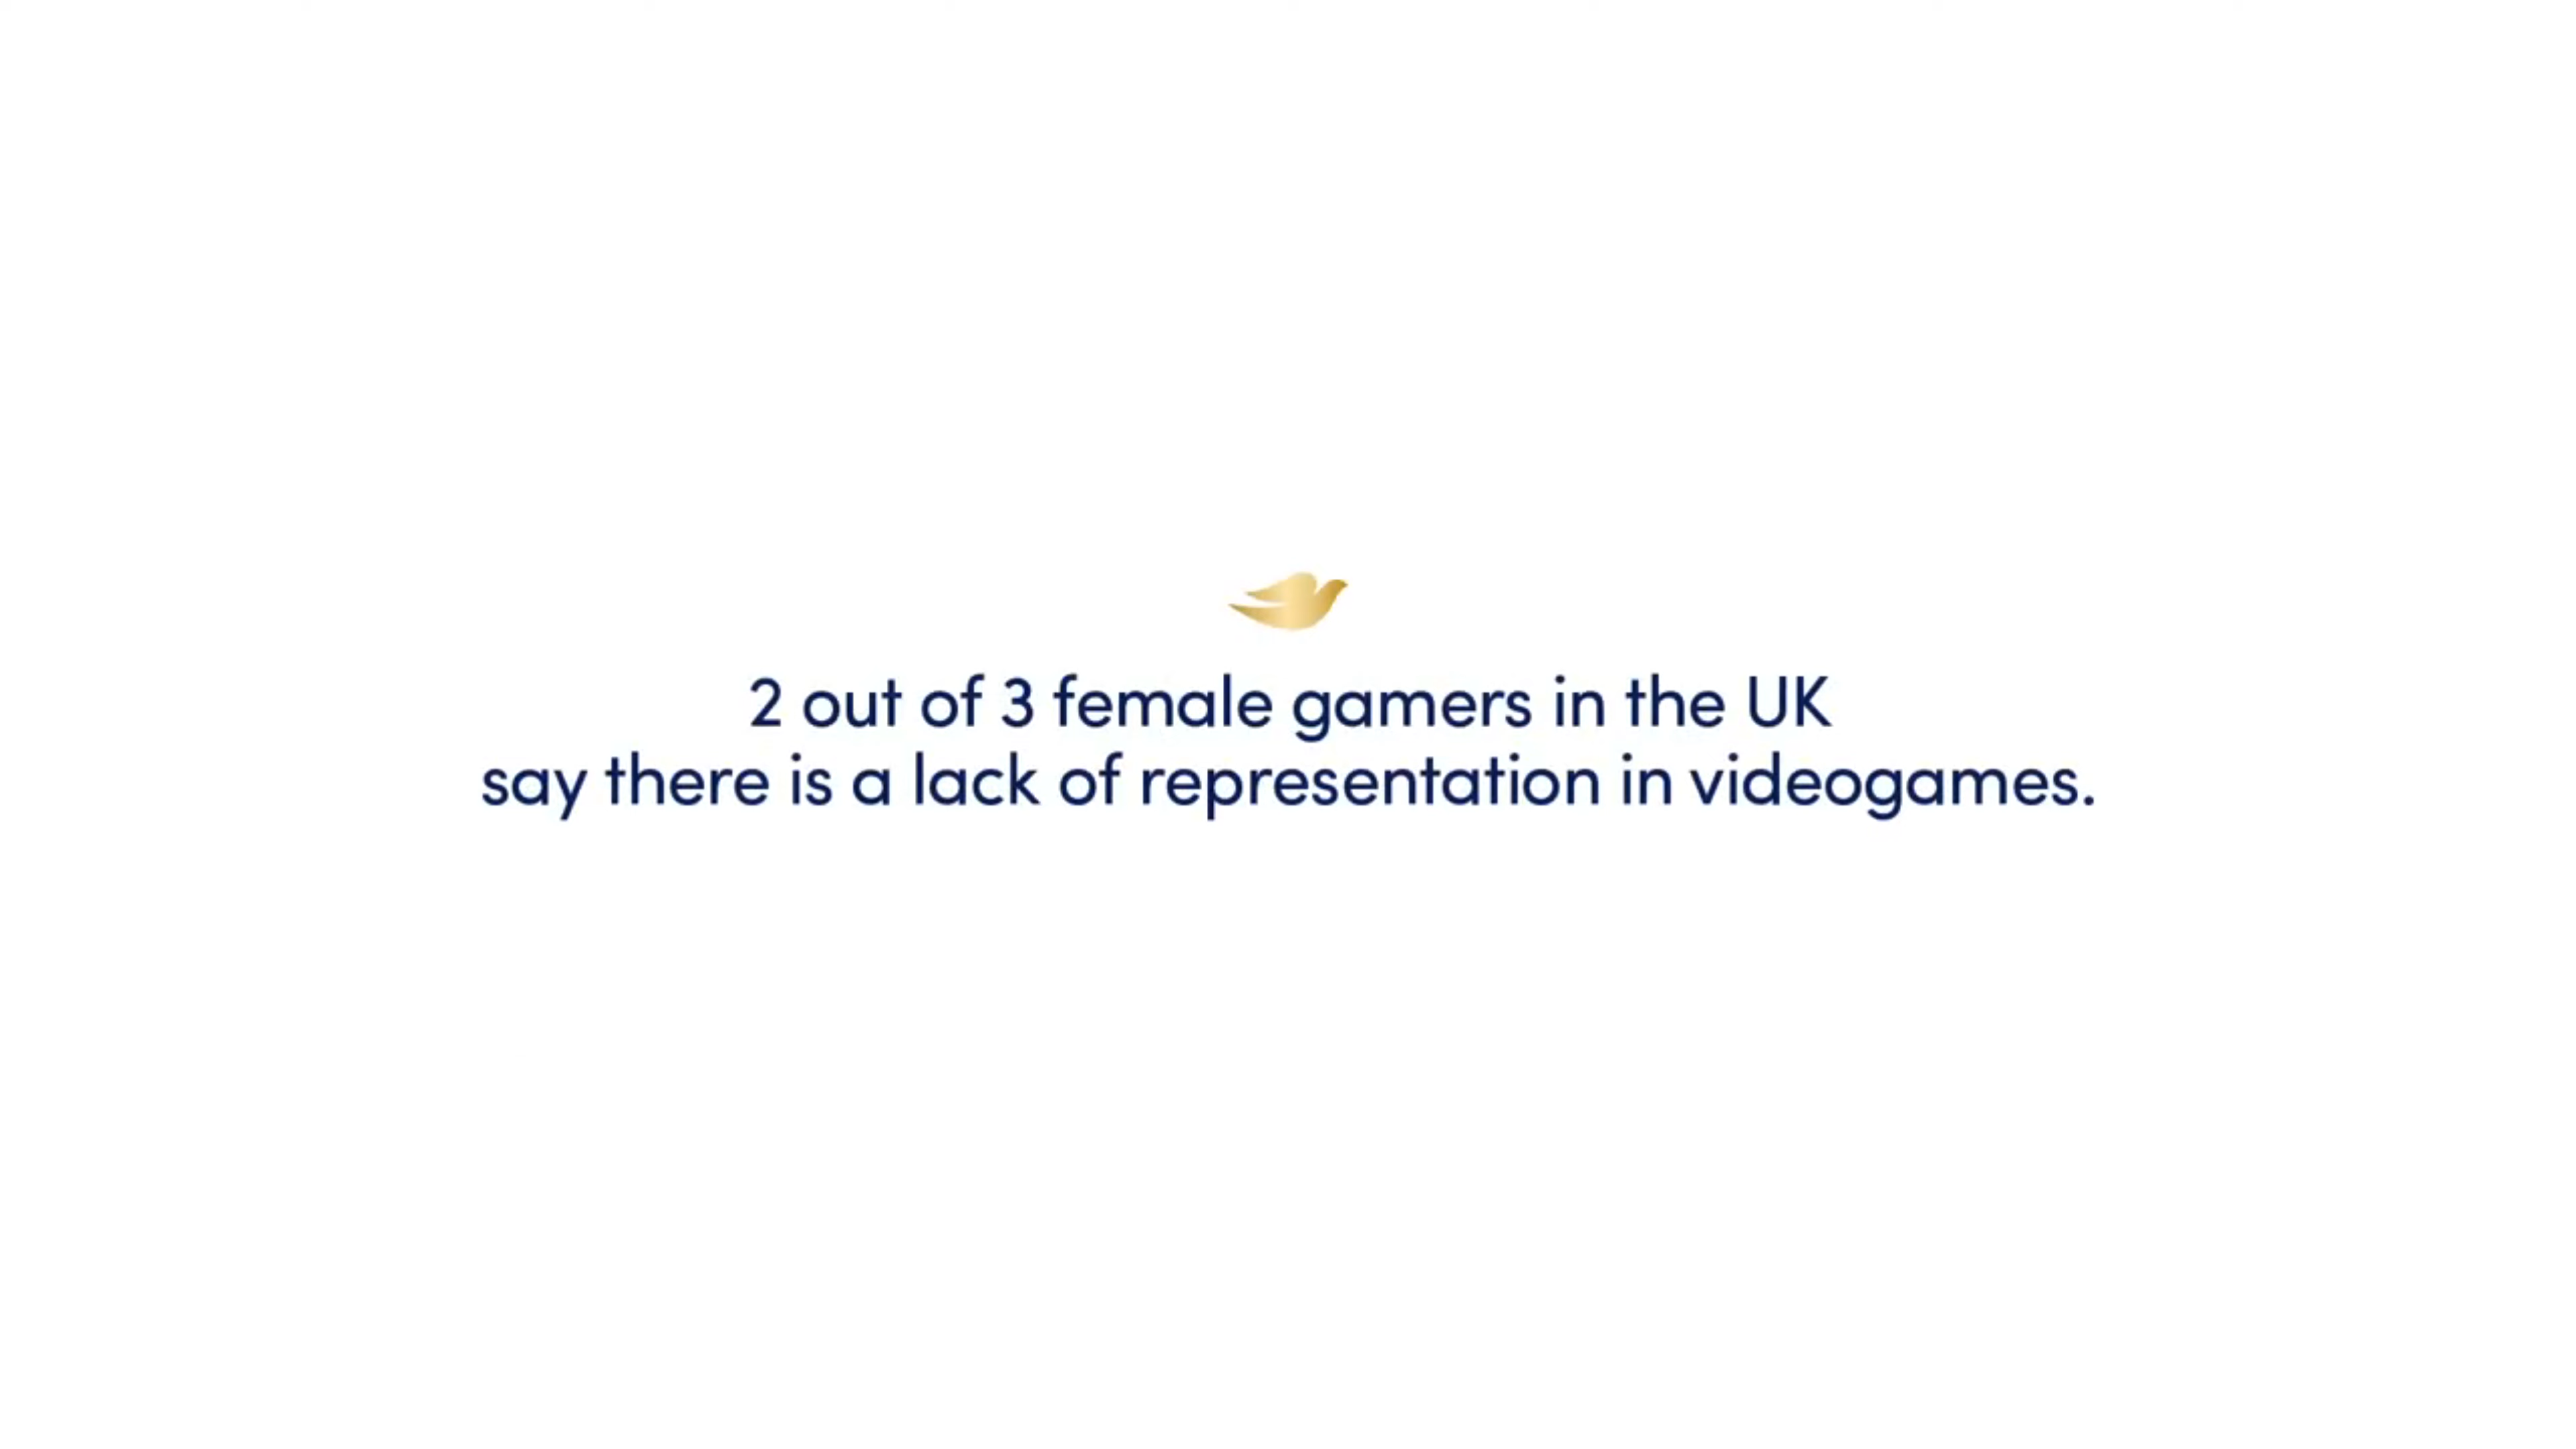 2 out of 3 female gamers in the UK
say there is a lack of representation in videogames.